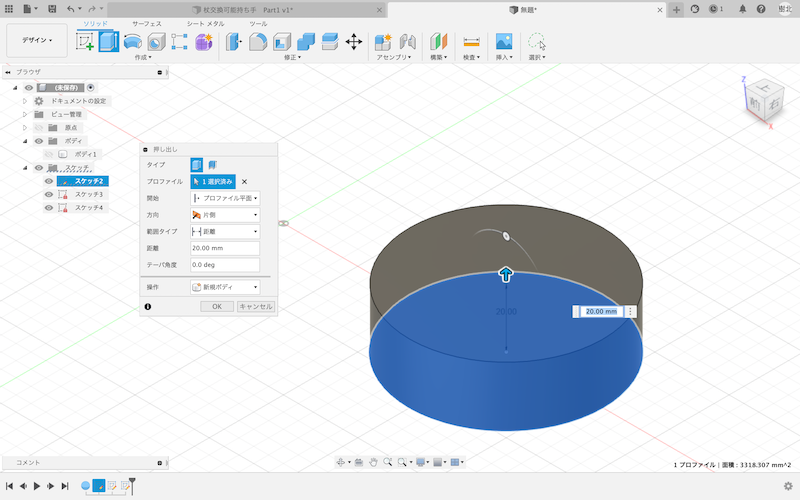 杖交換可能持ち手　Part1 v1*
無題*
1
樹北
デザイン
ソリッド
サーフェス
シート メタル
ツール
作成
修正
アセンブリ
構築
検査
挿入
選択
ブラウザ
(未保存)
ドキュメントの設定
ビュー管理
原点
ボディ
ボディ1
スケッチ
スケッチ2
スケッチ3
スケッチ4
押し出し
タイプ
プロファイル
1 選択済み
開始
プロファイル平面
方向
片側
範囲タイプ
距離
距離
20.00 mm
テーパ角度
0.0 deg
操作
新規ボディ
OK
キャンセル
Z
X
上
前
右
20.00
20.00 mm
コメント
1 プロファイル | 面積 : 3318.307 mm^2